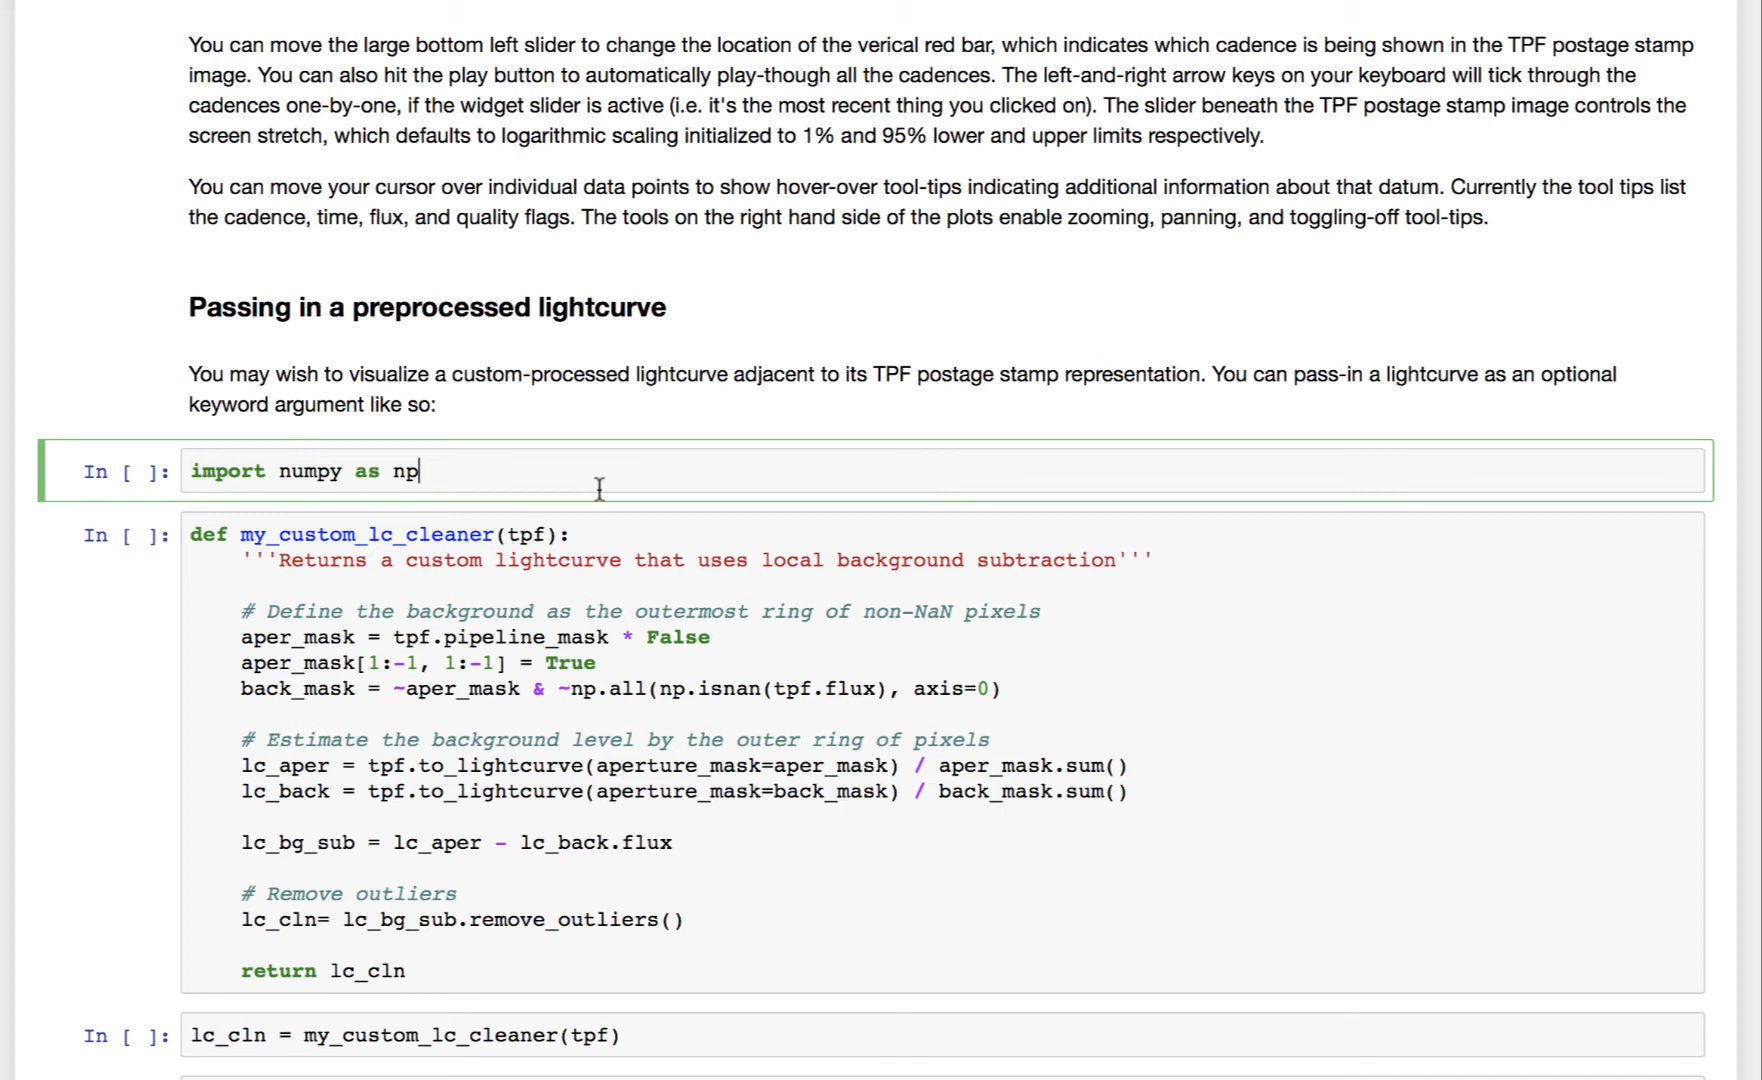 You can move the large bottom left slider to change the location of the verical red bar, which indicates which cadence is being shown in the TPF postage stamp
image. You can also hit the play button to automatically play-though all the cadences. The left-and-right arrow keys on your keyboard will tick through the
cadences one-by-one, if the widget slider is active (i.e. it's the most recent thing you clicked on). The slider beneath the TPF postage stamp image controls the
screen stretch, which defaults to logarithmic scaling initialized to 1% and 95% lower and upper limits respectively.
You can move your cursor over individual data points to show hover-over tool-tips indicating additional information about that datum. Currently the tool tips list
the cadence, time, flux, and quality flags. The tools on the right hand side of the plots enable zooming, panning, and toggling-off tool-tips.
Passing in a preprocessed lightcurve
You may wish to visualize a custom-processed lightcurve adjacent to its TPF postage stamp representation. You can pass-in a lightcurve as an optional
keyword argument like so:
In [ ]: import numpy as np
In [ ]: def my_custom_lc_cleaner(tpf):
'''Returns a custom lightcurve that uses local background subtraction'''
# Define the background as the outermost ring of non-NaN pixels
aper_mask = tpf.pipeline_mask * False
aper_mask[1:-1, 1:-1] = True
back_mask = ~aper_mask & ~np.all(np.isnan(tpf.flux), axis=0)
# Estimate the background level by the outer ring of pixels
lc_aper = tpf.to_lightcurve(aperture_mask=aper_mask) / aper_mask.sum()
lc_back = tpf.to_lightcurve(aperture_mask=back_mask) / back_mask.sum()
lc_bg_sub = lc_aper - lc_back.flux
# Remove outliers
lc_cln= lc_bg_sub.remove_outliers()
return lc_cln
In [ ]: lc_cln = my_custom_lc_cleaner(tpf)